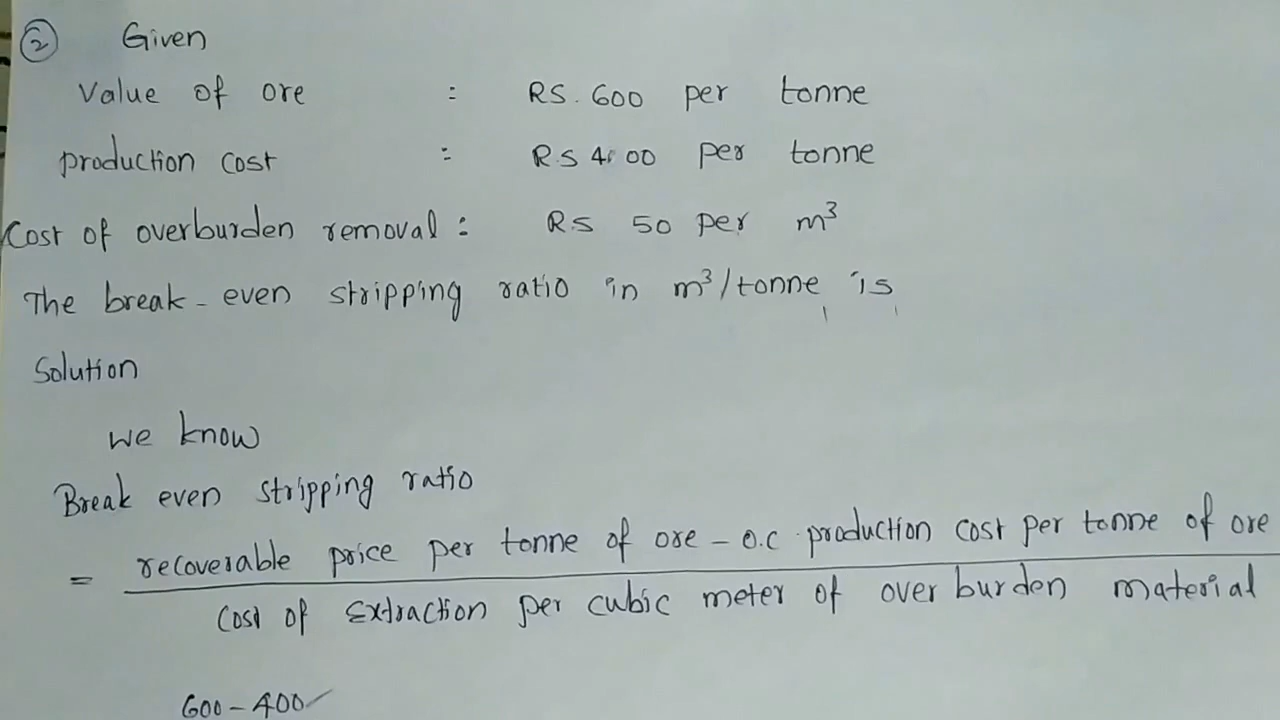 ② Given
Value of ore : RS. 600 per tonne
production cost : RS 400 per tonne
Cost of overburden removal : RS 50 per m³
The break-even stripping ratio in m³/tonne is
Solution
we know
Break even stripping ratio
= recoverable price per tonne of ore - o.c production cost per tonne of ore
Cost of Extraction per cubic meter of over burden material
600 - 400